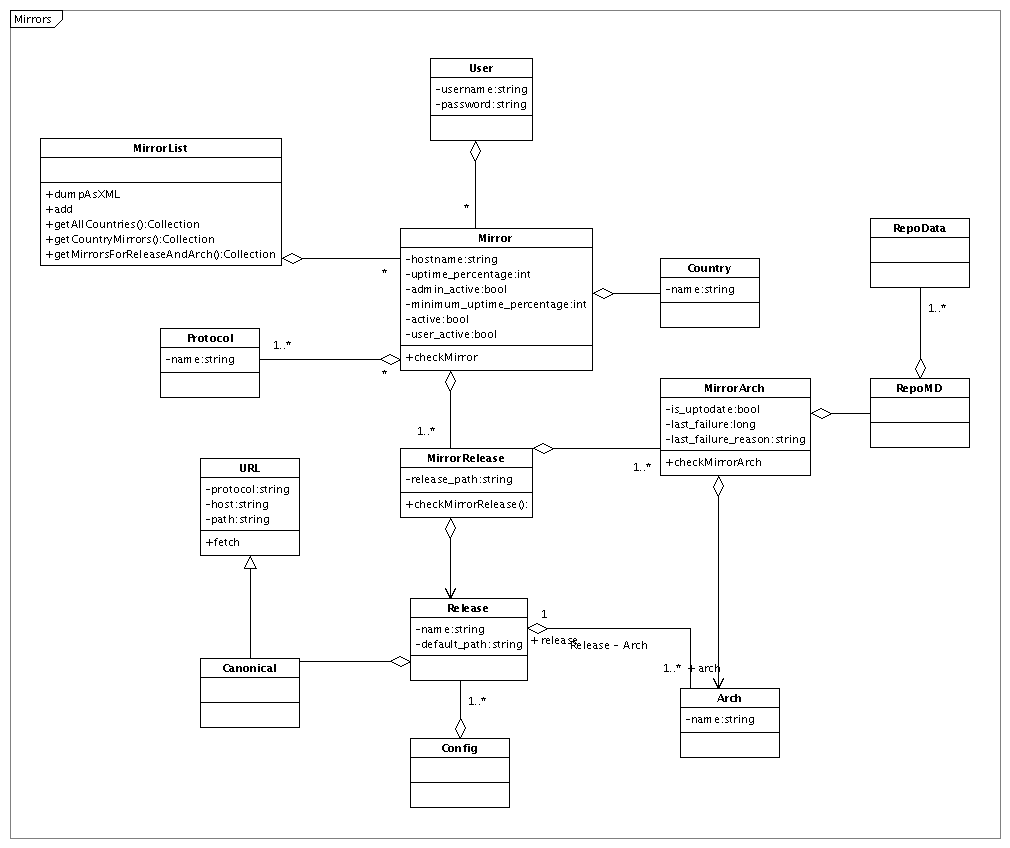 Mirrors
User
-username:string
-password:string
MirrorList
+dumpAsXML
+add
+getAllCountries():Collection
+getCountryMirrors():Collection
+getMirrorsForReleaseAndArch():Collection
*
*
Mirror
-hostname:string
-uptime_percentage:int
-admin_active:bool
-minimum_uptime_percentage:int
-active:bool
-user_active:bool
+checkMirror
Country
-name:string
RepoData
1..*
Protocol
-name:string
1..*
*
1..*
MirrorArch
-is_uptodate:bool
-last_failure:long
-last_failure_reason:string
+checkMirrorArch
RepoMD
MirrorRelease
-release_path:string
+checkMirrorRelease():
1..*
URL
-protocol:string
-host:string
-path:string
+fetch
Release
-name:string
-default_path:string
1
+ release
Release - Arch
1..* + arch
Canonical
Arch
-name:string
1..*
Config